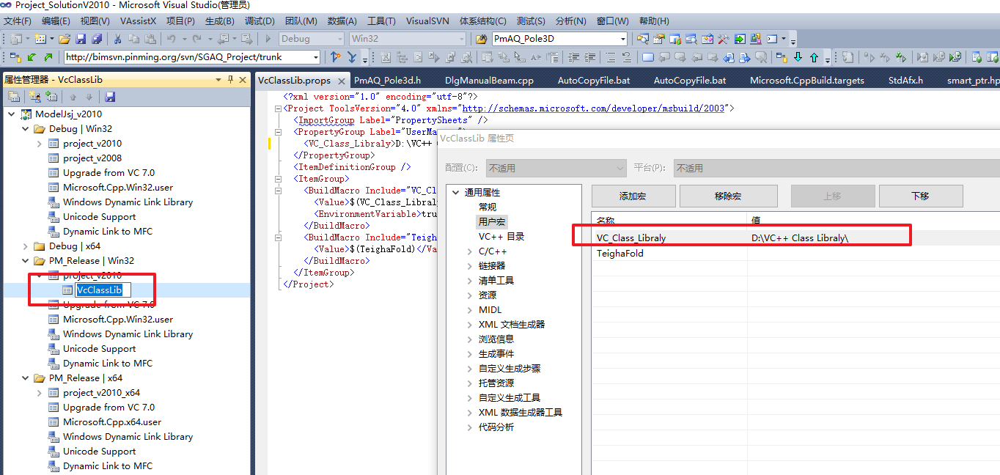 Project_SolutionV2010 - Microsoft Visual Studio(管理员)
文件(F) 编辑(E) 视图(V) VAssistX 项目(P) 生成(B) 调试(D) 团队(M) 数据(A) 工具(T) VisualSVN 体系结构(C) 测试(S) 分析(N) 窗口(W) 帮助(H)
Debug Win32 PmAQ_Pole3D
http://bimsvn.pinming.org/svn/SGAQ_Project/trunk
属性管理器 - VcClassLib
VcClassLib.props PmAQ_Pole3d.h DlgManualBeam.cpp AutoCopyFile.bat AutoCopyFile.bat Microsoft.CppBuild.targets StdAfx.h smart_ptr.hp
ModelJsj_v2010
Debug | Win32
project_v2010
project_v2008
Upgrade from VC 7.0
Microsoft.Cpp.Win32.user
Windows Dynamic Link Library
Unicode Support
Dynamic Link to MFC
Debug | x64
PM_Release | Win32
project_v2010
VcClassLib
Upgrade from VC 7.0
Microsoft.Cpp.Win32.user
Windows Dynamic Link Library
Unicode Support
Dynamic Link to MFC
PM_Release | x64
project_v2010_x64
Upgrade from VC 7.0
Microsoft.Cpp.x64.user
Windows Dynamic Link Library
Unicode Support
Dynamic Link to MFC
<?xml version="1.0" encoding="utf-8"?>
<Project ToolsVersion="4.0" xmlns="http://schemas.microsoft.com/developer/msbuild/2003">
<ImportGroup Label="PropertySheets" />
<PropertyGroup Label="UserMa
<VC_Class_Libraly>D:\VC++
</PropertyGroup>
<ItemDefinitionGroup />
<ItemGroup>
<BuildMacro Include="VC_Cl
<Value>$(VC_Class_Libraly
<EnvironmentVariable>tru
</BuildMacro>
<BuildMacro Include="Teigh
<Value>$(TeighaFold)</Va
</BuildMacro>
</ItemGroup>
</Project>
VcClassLib 属性页
配置(C): 不适用 平台(P): 不适用
通用属性
常规
用户宏
VC++ 目录
C/C++
链接器
清单工具
资源
MIDL
XML 文档生成器
浏览信息
生成事件
自定义生成步骤
托管资源
自定义生成工具
XML 数据生成器工具
代码分析
添加宏 移除宏 上移 下移
名称 值
VC_Class_Libraly D:\VC++ Class Libraly\
TeighaFold